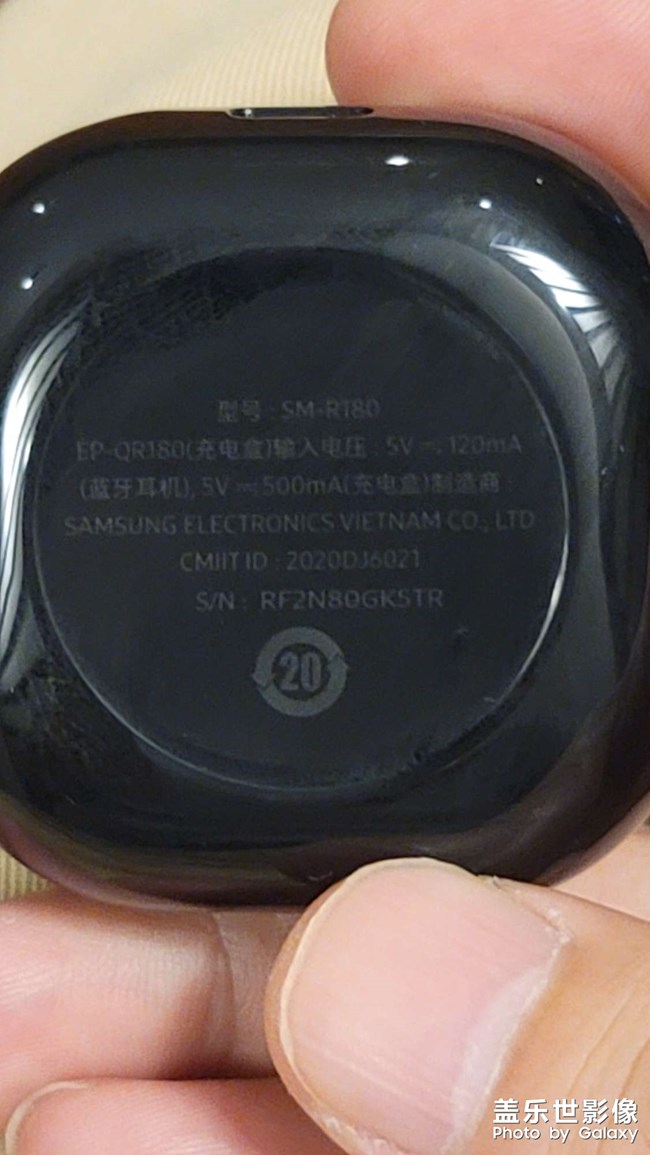 型号 : SM-R180
EP-QR180(充电盒)输入电压 : 5V ⎓, 120mA
(蓝牙耳机), 5V ⎓ 500mA(充电盒)制造商 :
SAMSUNG ELECTRONICS VIETNAM CO., LTD
CMIIT ID : 2020DJ6021
S/N : RF2N80GK5TR
20
盖乐世影像
Photo by Galaxy